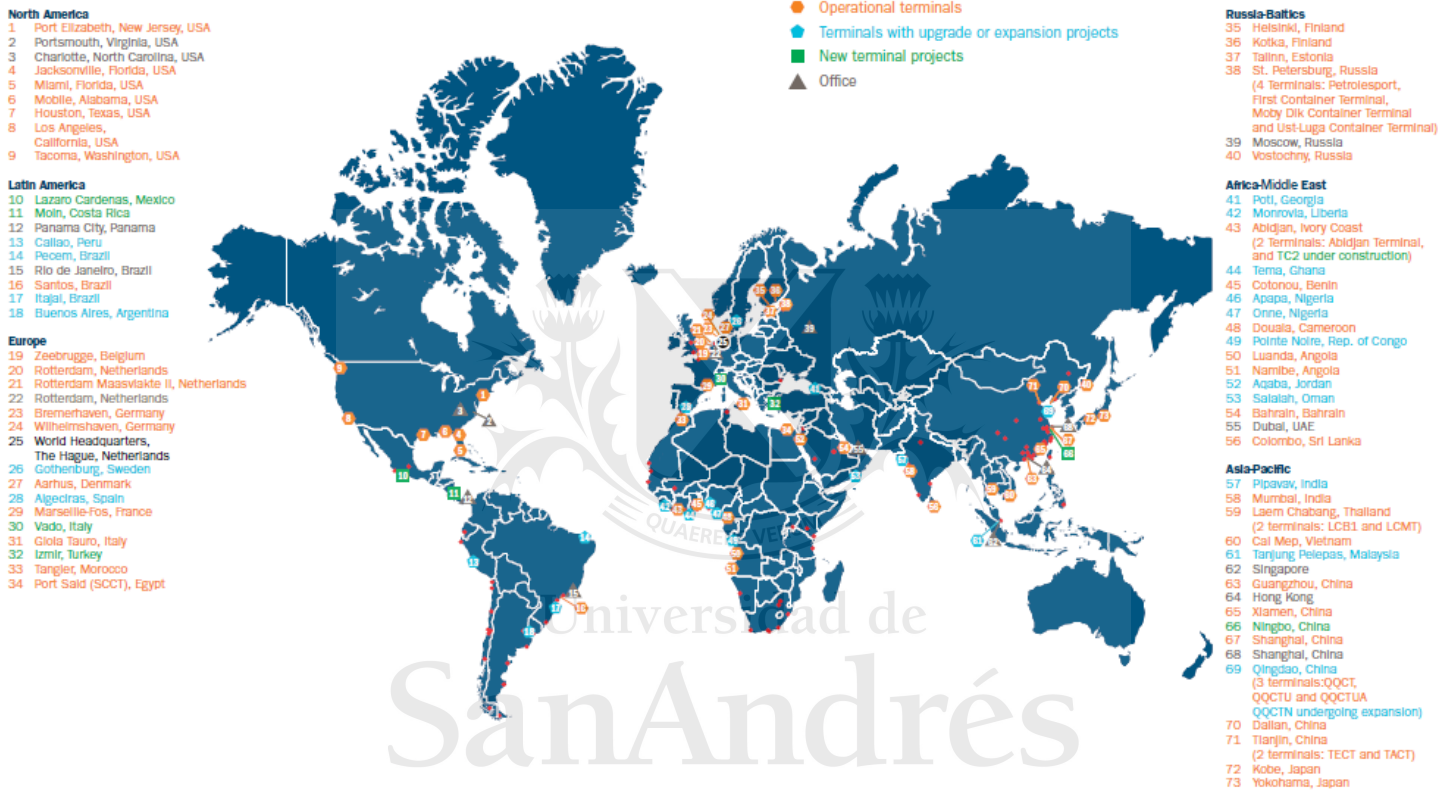 North America
1 Port Elizabeth, New Jersey, USA
2 Portsmouth, Virginia, USA
3 Charlotte, North Carolina, USA
4 Jacksonville, Florida, USA
5 Miami, Florida, USA
6 Mobile, Alabama, USA
7 Houston, Texas, USA
8 Los Angeles,
California, USA
9 Tacoma, Washington, USA
Latin America
10 Lazaro Cardenas, Mexico
11 Moin, Costa Rica
12 Panama City, Panama
13 Callao, Peru
14 Pecem, Brazil
15 Rio de Janeiro, Brazil
16 Santos, Brazil
17 Itajai, Brazil
18 Buenos Aires, Argentina
Europe
19 Zeebrugge, Belgium
20 Rotterdam, Netherlands
21 Rotterdam Maasvlakte II, Netherlands
22 Rotterdam, Netherlands
23 Bremerhaven, Germany
24 Wilhelmshaven, Germany
25 World Headquarters,
The Hague, Netherlands
26 Gothenburg, Sweden
27 Aarhus, Denmark
28 Algeciras, Spain
29 Marseille-Fos, France
30 Vado, Italy
31 Gioia Tauro, Italy
32 Izmir, Turkey
33 Tangier, Morocco
34 Port Said (SCCT), Egypt
Operational terminals
Terminals with upgrade or expansion projects
New terminal projects
Office
QUAERERE VERUM
Universidad de
SanAndrés
Russia-Baltics
35 Helsinki, Finland
36 Kotka, Finland
37 Talinn, Estonia
38 St. Petersburg, Russia
(4 Terminals: Petrolesport,
First Container Terminal,
Moby Dik Container Terminal
and Ust-Luga Container Terminal)
39 Moscow, Russia
40 Vostochny, Russia
Africa-Middle East
41 Poti, Georgia
42 Monrovia, Liberia
43 Abidjan, Ivory Coast
(2 Terminals: Abidjan Terminal,
and TC2 under construction)
44 Tema, Ghana
45 Cotonou, Benin
46 Apapa, Nigeria
47 Onne, Nigeria
48 Douala, Cameroon
49 Pointe Noire, Rep. of Congo
50 Luanda, Angola
51 Namibe, Angola
52 Aqaba, Jordan
53 Salalah, Oman
54 Bahrain, Bahrain
55 Dubai, UAE
56 Colombo, Sri Lanka
Asia-Pacific
57 Pipavav, India
58 Mumbai, India
59 Laem Chabang, Thailand
(2 terminals: LCB1 and LCMT)
60 Cai Mep, Vietnam
61 Tanjung Pelepas, Malaysia
62 Singapore
63 Guangzhou, China
64 Hong Kong
65 Xiamen, China
66 Ningbo, China
67 Shanghai, China
68 Shanghai, China
69 Qingdao, China
(3 terminals:QQCT,
QQCTU and QQCTUA
QQCTN undergoing expansion)
70 Dalian, China
71 Tianjin, China
(2 terminals: TECT and TACT)
72 Kobe, Japan
73 Yokohama, Japan